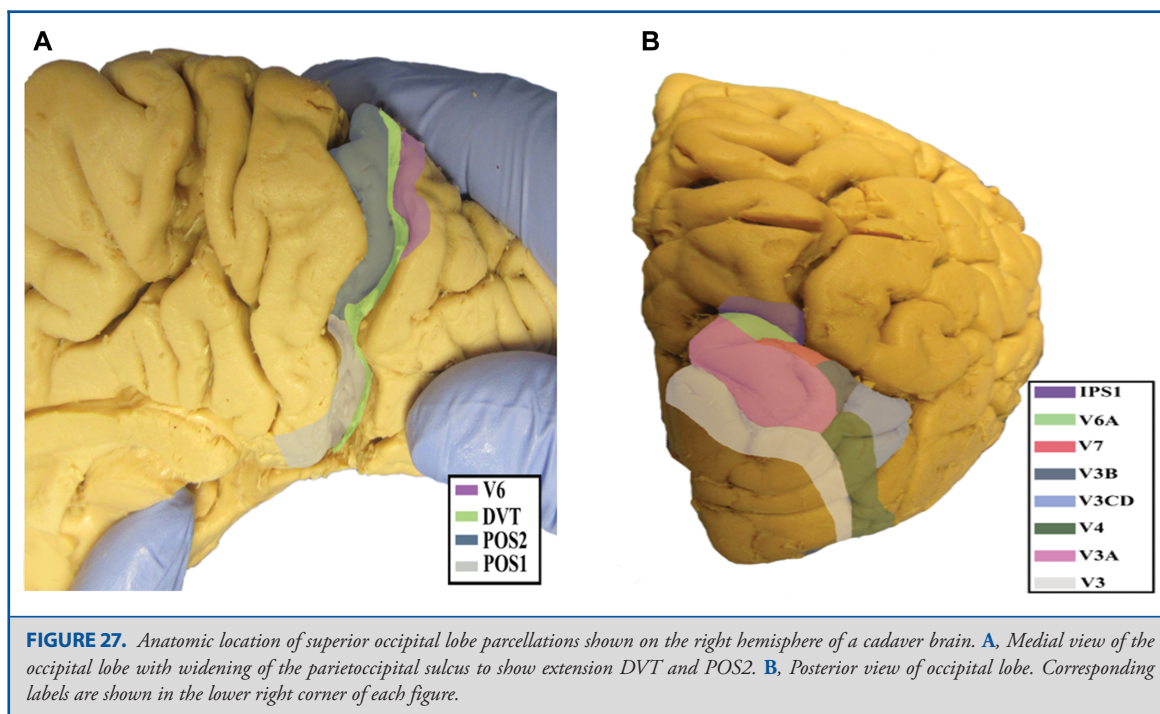 A
B
V6
DVT
POS2
POS1
IPS1
V6A
V7
V3B
V3CD
V4
V3A
V3
FIGURE 27. Anatomic location of superior occipital lobe parcellations shown on the right hemisphere of a cadaver brain. A, Medial view of the
occipital lobe with widening of the parietoccipital sulcus to show extension DVT and POS2. B, Posterior view of occipital lobe. Corresponding
labels are shown in the lower right corner of each figure.